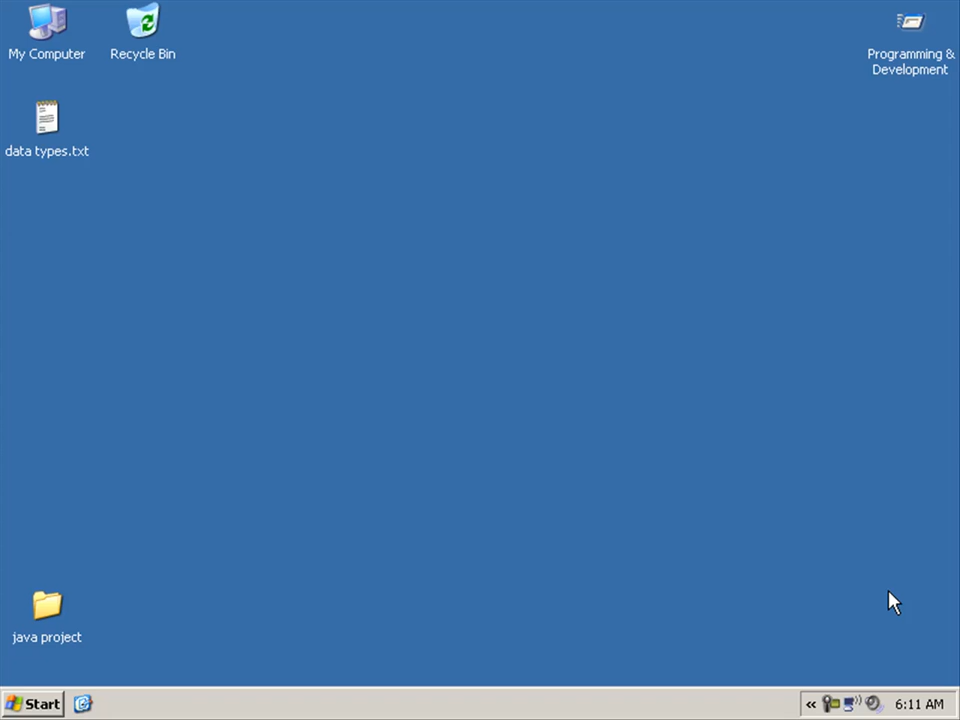 My Computer
Recycle Bin
Programming &
Development
data types.txt
java project
Start
«
6:11 AM